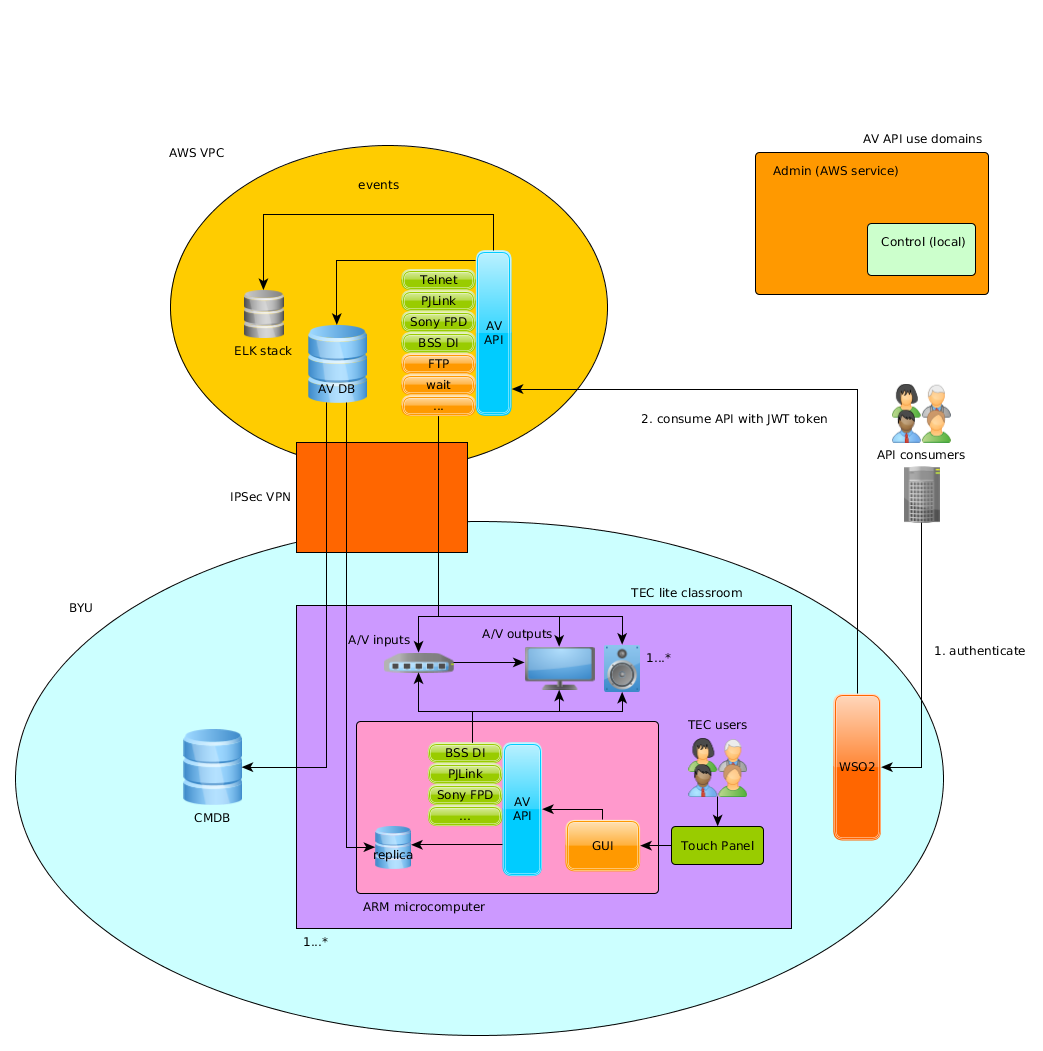 AV API use domains
AWS VPC
Admin (AWS service)
events
Control (local)
Telnet
PJLink
Sony FPD
BSS DI
FTP
wait
...
AV
API
ELK stack
AV DB
2. consume API with JWT token
API consumers
IPSec VPN
BYU
TEC lite classroom
A/V inputs
A/V outputs
1...*
1. authenticate
TEC users
BSS DI
PJLink
Sony FPD
...
AV
API
WSO2
CMDB
replica
GUI
Touch Panel
ARM microcomputer
1...*